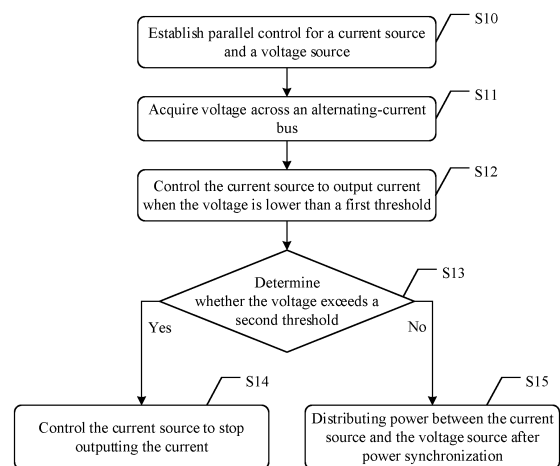 S10
Establish parallel control for a current source
and a voltage source
S11
Acquire voltage across an alternating-current
bus
S12
Control the current source to output current
when the voltage is lower than a first threshold
S13
Determine
whether the voltage exceeds a
second threshold
Yes
No
S14
Control the current source to stop
outputting the current
S15
Distributing power between the current
source and the voltage source after
power synchronization